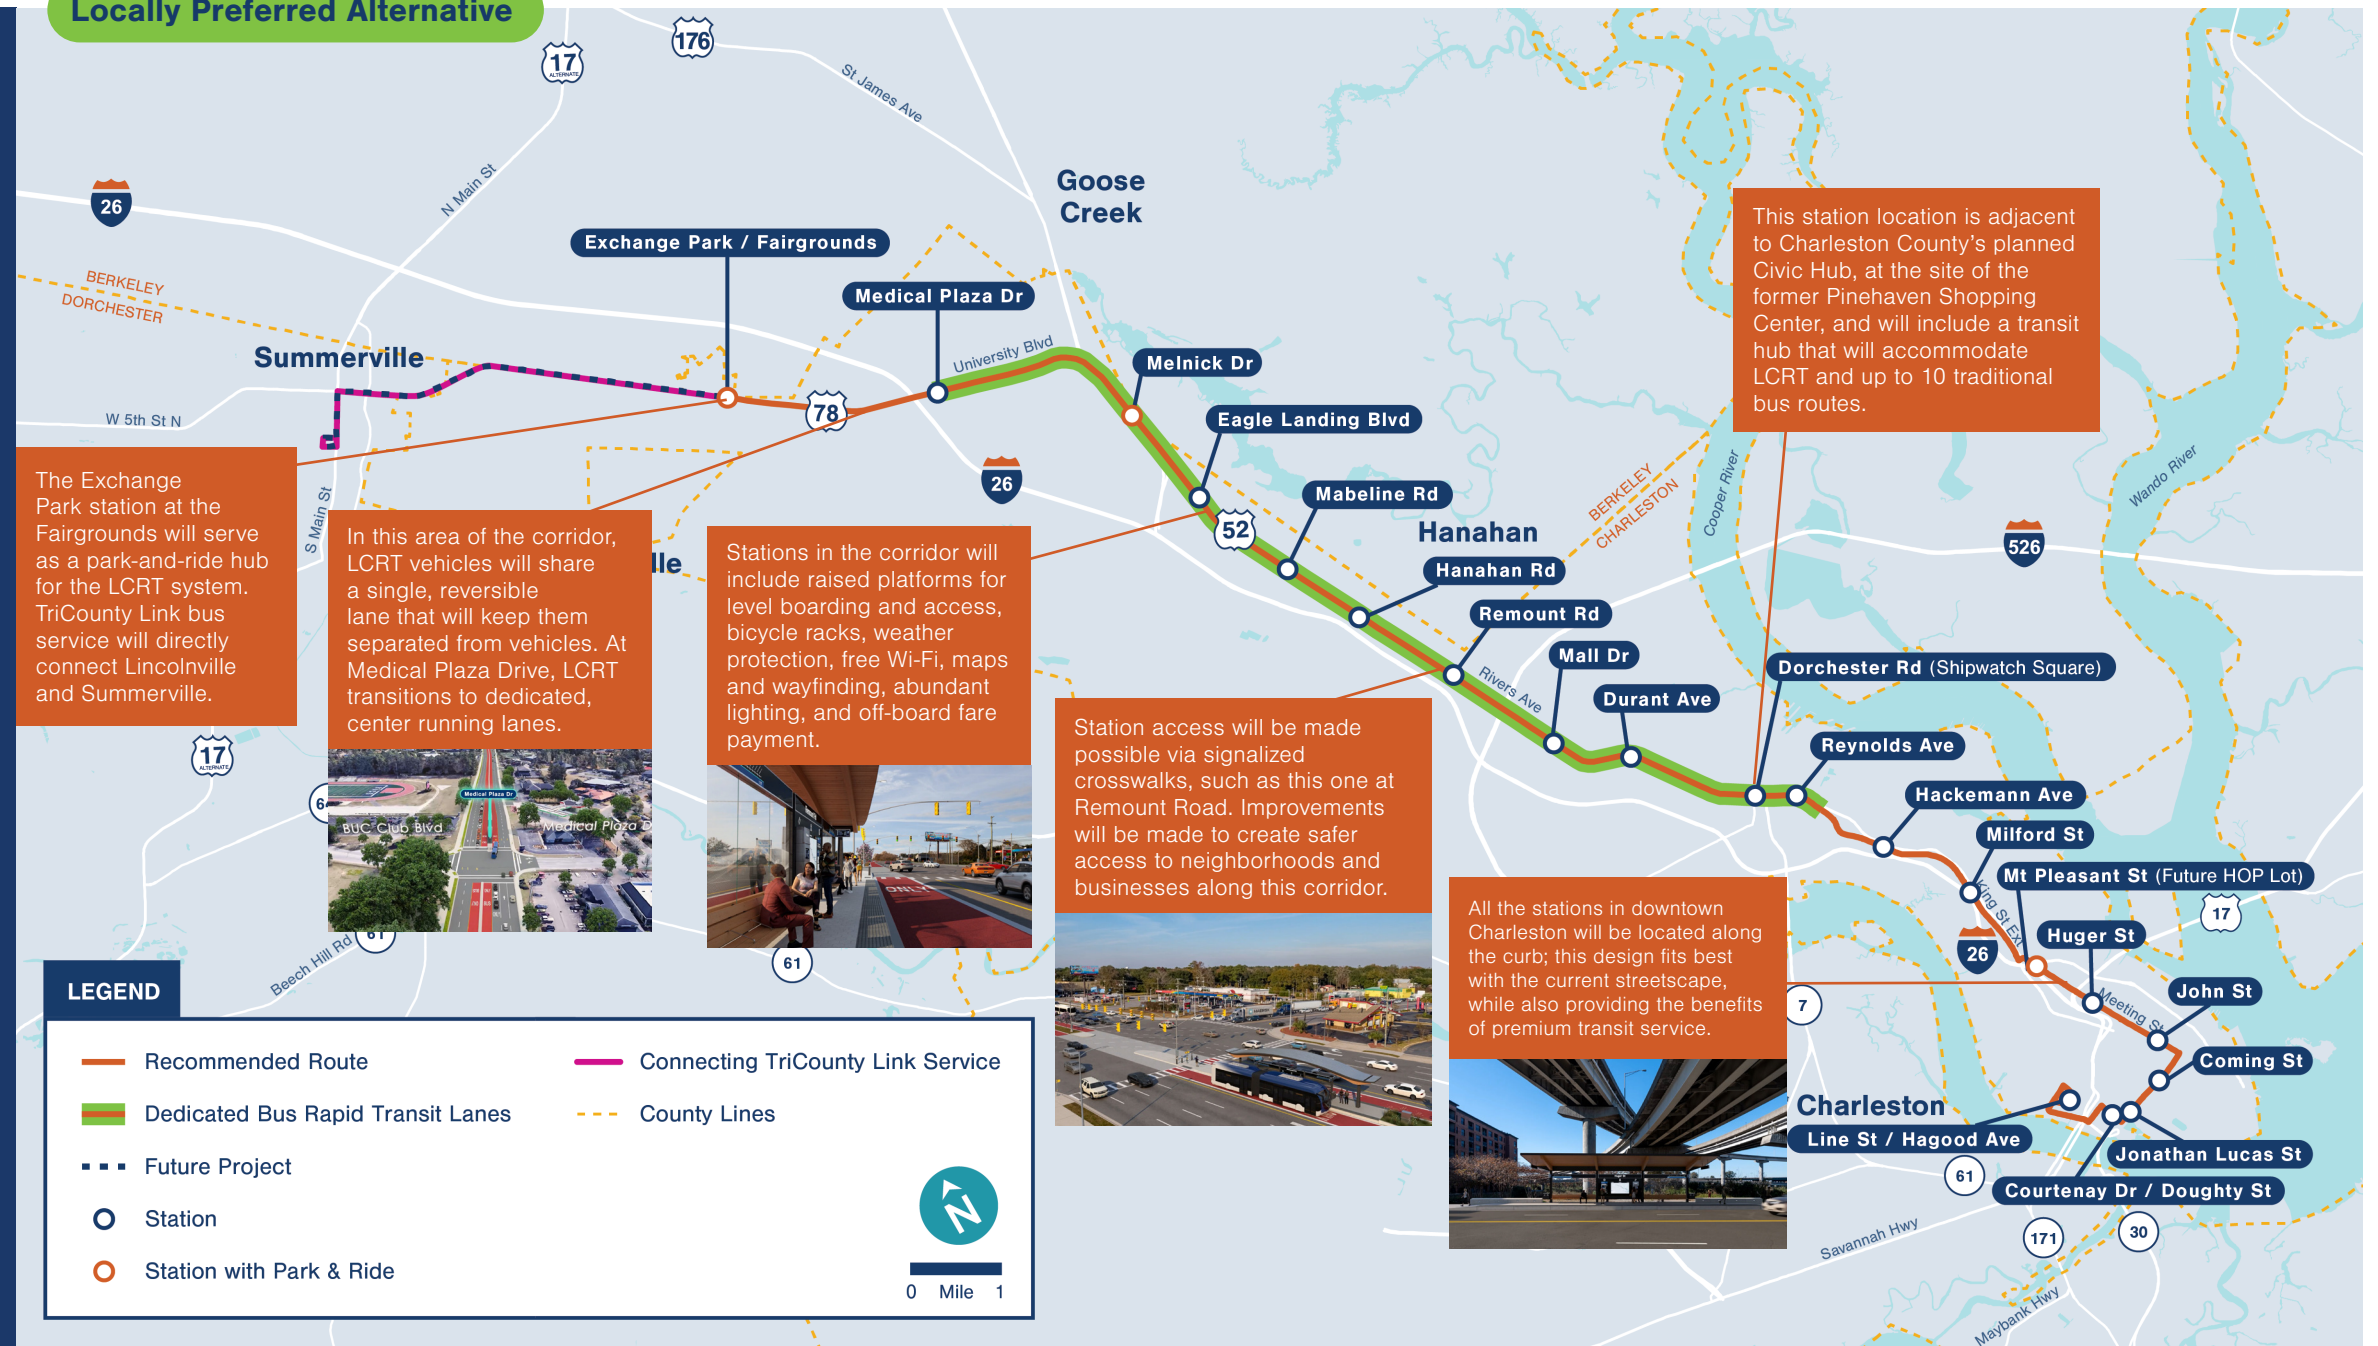 Locally Preferred Alternative
17
ALTERNATE
176
St James Ave
N Main St
26
Goose
Creek
BERKELEY
DORCHESTER
Exchange Park / Fairgrounds
Medical Plaza Dr
Summerville
University Blvd
78
W 5th St N
S Main St
Melnick Dr
Eagle Landing Blvd
26
52
Mabeline Rd
Hanahan
Hanahan Rd
Remount Rd
Mall Dr
Rivers Ave
Durant Ave
BERKELEY
CHARLESTON
Cooper River
Wando River
526
This station location is adjacent
to Charleston County's planned
Civic Hub, at the site of the
former Pinehaven Shopping
Center, and will include a transit
hub that will accommodate
LCRT and up to 10 traditional
bus routes.
The Exchange
Park station at the
Fairgrounds will serve
as a park-and-ride hub
for the LCRT system.
TriCounty Link bus
service will directly
connect Lincolnville
and Summerville.
In this area of the corridor,
LCRT vehicles will share
a single, reversible
lane that will keep them
separated from vehicles. At
Medical Plaza Drive, LCRT
transitions to dedicated,
center running lanes.
lle
Medical Plaza Dr
BUC Club Blvd
Medical Plaza D
Stations in the corridor will
include raised platforms for
level boarding and access,
bicycle racks, weather
protection, free Wi-Fi, maps
and wayfinding, abundant
lighting, and off-board fare
payment.
ONLY
Station access will be made
possible via signalized
crosswalks, such as this one at
Remount Road. Improvements
will be made to create safer
access to neighborhoods and
businesses along this corridor.
All the stations in downtown
Charleston will be located along
the curb; this design fits best
with the current streetscape,
while also providing the benefits
of premium transit service.
Dorchester Rd (Shipwatch Square)
Reynolds Ave
Hackemann Ave
Milford St
Mt Pleasant St (Future HOP Lot)
King St Ext
17
26
Huger St
John St
Meeting St
Coming St
7
Charleston
Line St / Hagood Ave
Jonathan Lucas St
61
Courtenay Dr / Doughty St
171
30
Savannah Hwy
Maybank Hwy
17
ALTERNATE
64
61
Beech Hill Rd
61
LEGEND
Recommended Route
Dedicated Bus Rapid Transit Lanes
Future Project
Station
Station with Park & Ride
Connecting TriCounty Link Service
County Lines
N
0 Mile 1